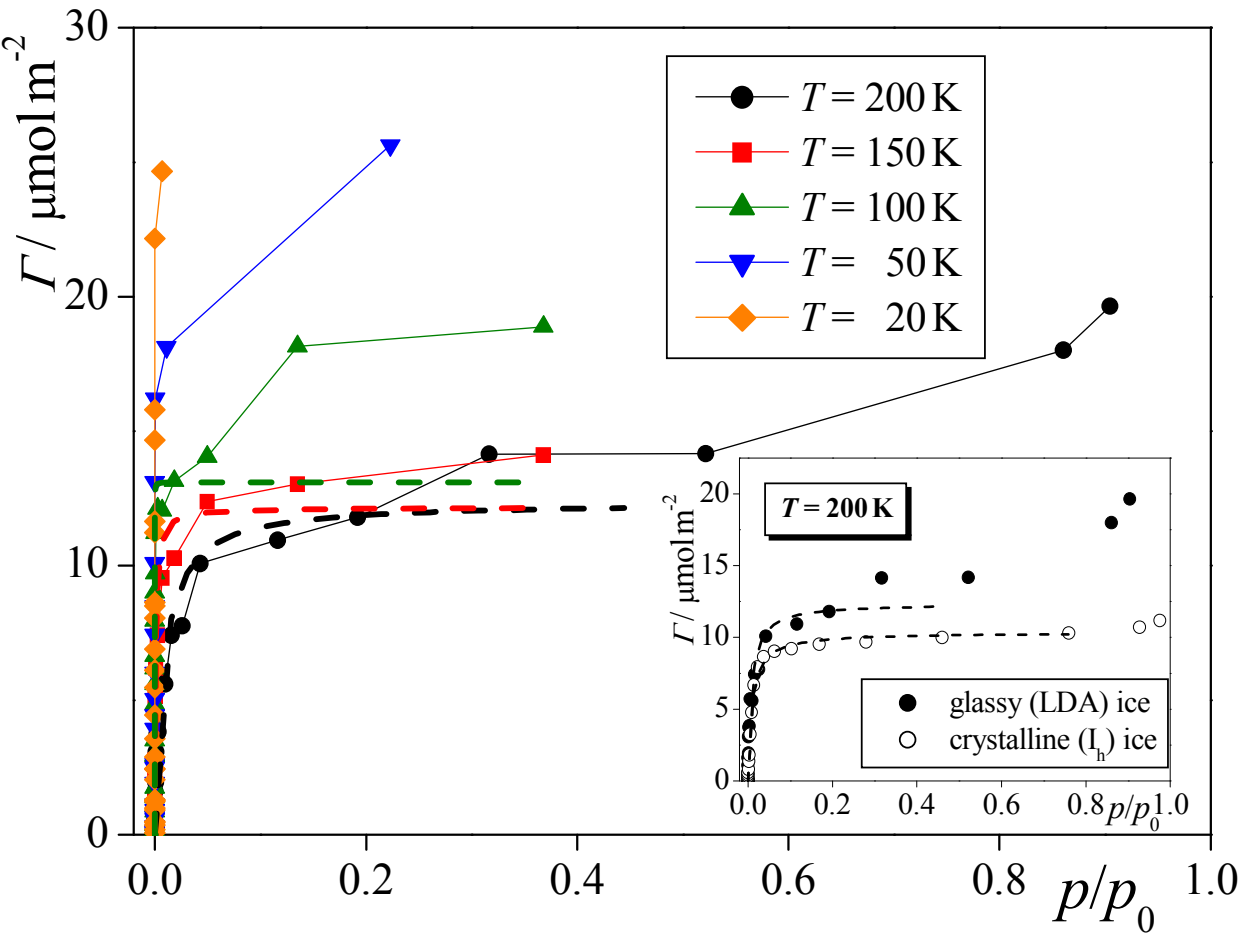 30
20
10
0
Γ / μmol m⁻²
T = 200 K
T = 150 K
T = 100 K
T = 50 K
T = 20 K
0.0 0.2 0.4 0.6 0.8 1.0
p/p₀
T = 200 K
20
15
10
5
0
Γ / μmol m⁻²
glassy (LDA) ice
crystalline (Iₕ) ice
0.0 0.2 0.4 0.6 0.8 p/p₀ 1.0